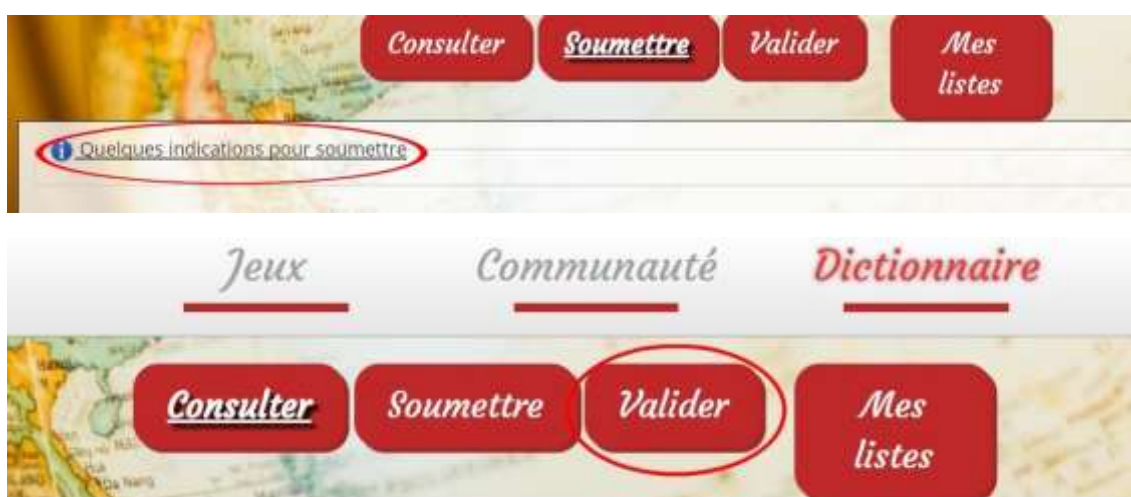 Consulter Soumettre Valider Mes
listes
Quelques indications pour soumettre
Jeux Communauté Dictionnaire
Consulter Soumettre Valider Mes
listes